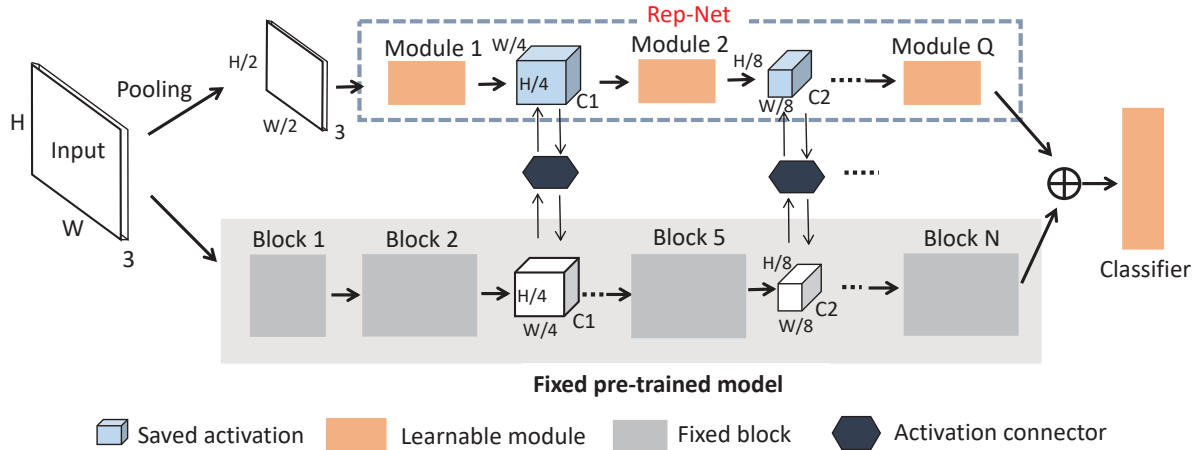 Rep-Net
Pooling
H
Input
W
3
H/2
W/2
3
Module 1
W/4
H/4
C1
Module 2
H/8
W/8
C2
Module Q
Block 1
Block 2
H/4
W/4
C1
Block 5
H/8
W/8
C2
Block N
Classifier
Fixed pre-trained model
Saved activation
Learnable module
Fixed block
Activation connector